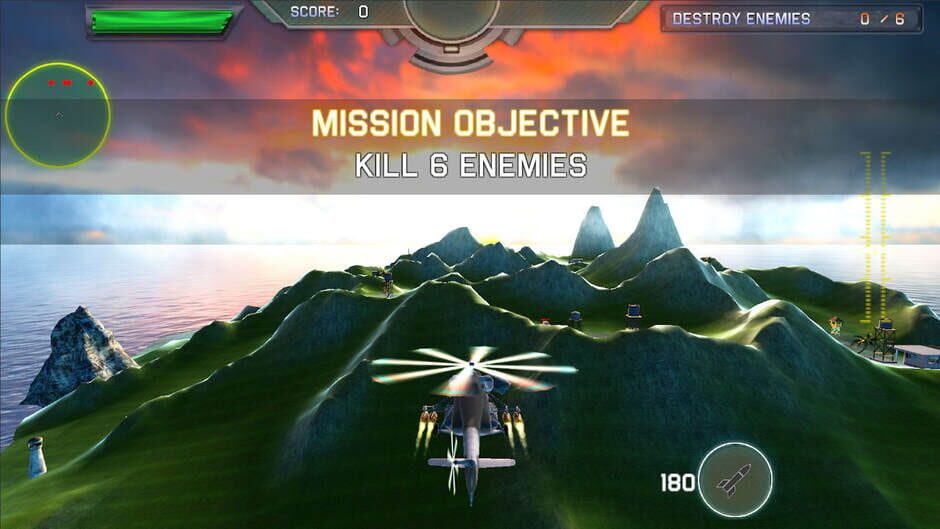 SCORE: 0
DESTROY ENEMIES 0 / 6
MISSION OBJECTIVE
KILL 6 ENEMIES
180